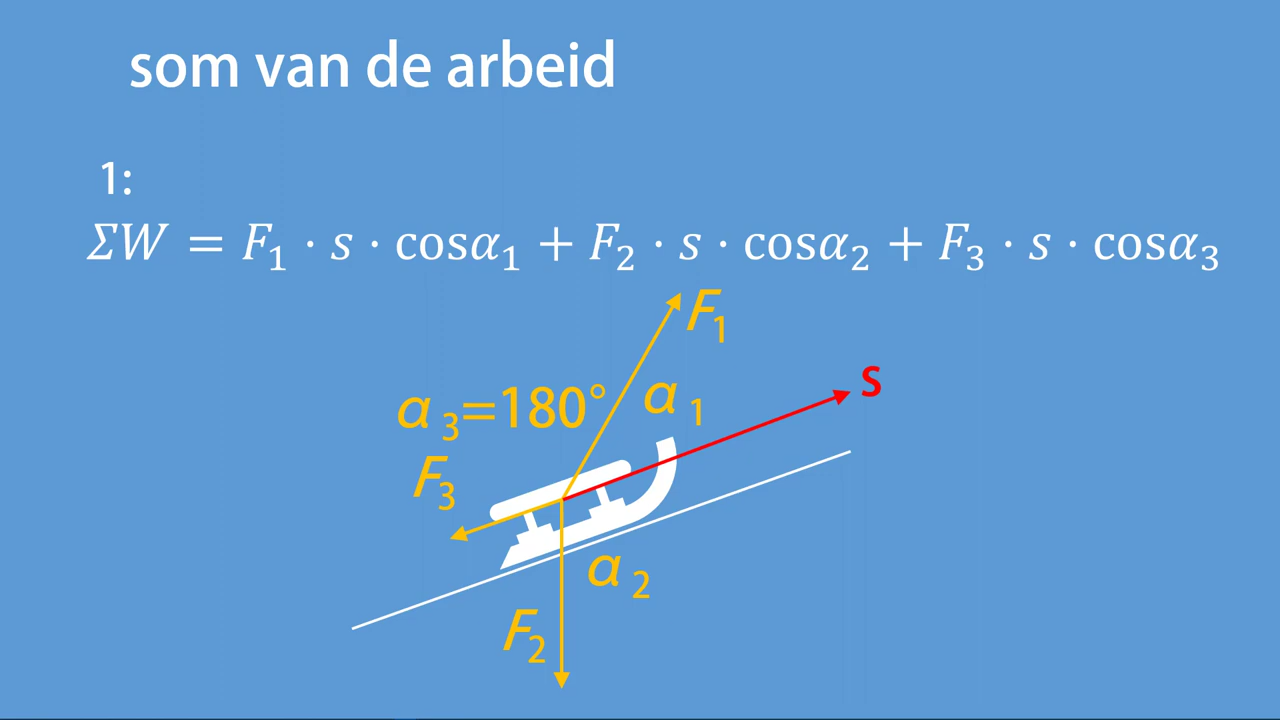 som van de arbeid
1:
ΣW = F₁ · s · cosα₁ + F₂ · s · cosα₂ + F₃ · s · cosα₃
F₁
s
α₁
α₃=180°
F₃
α₂
F₂